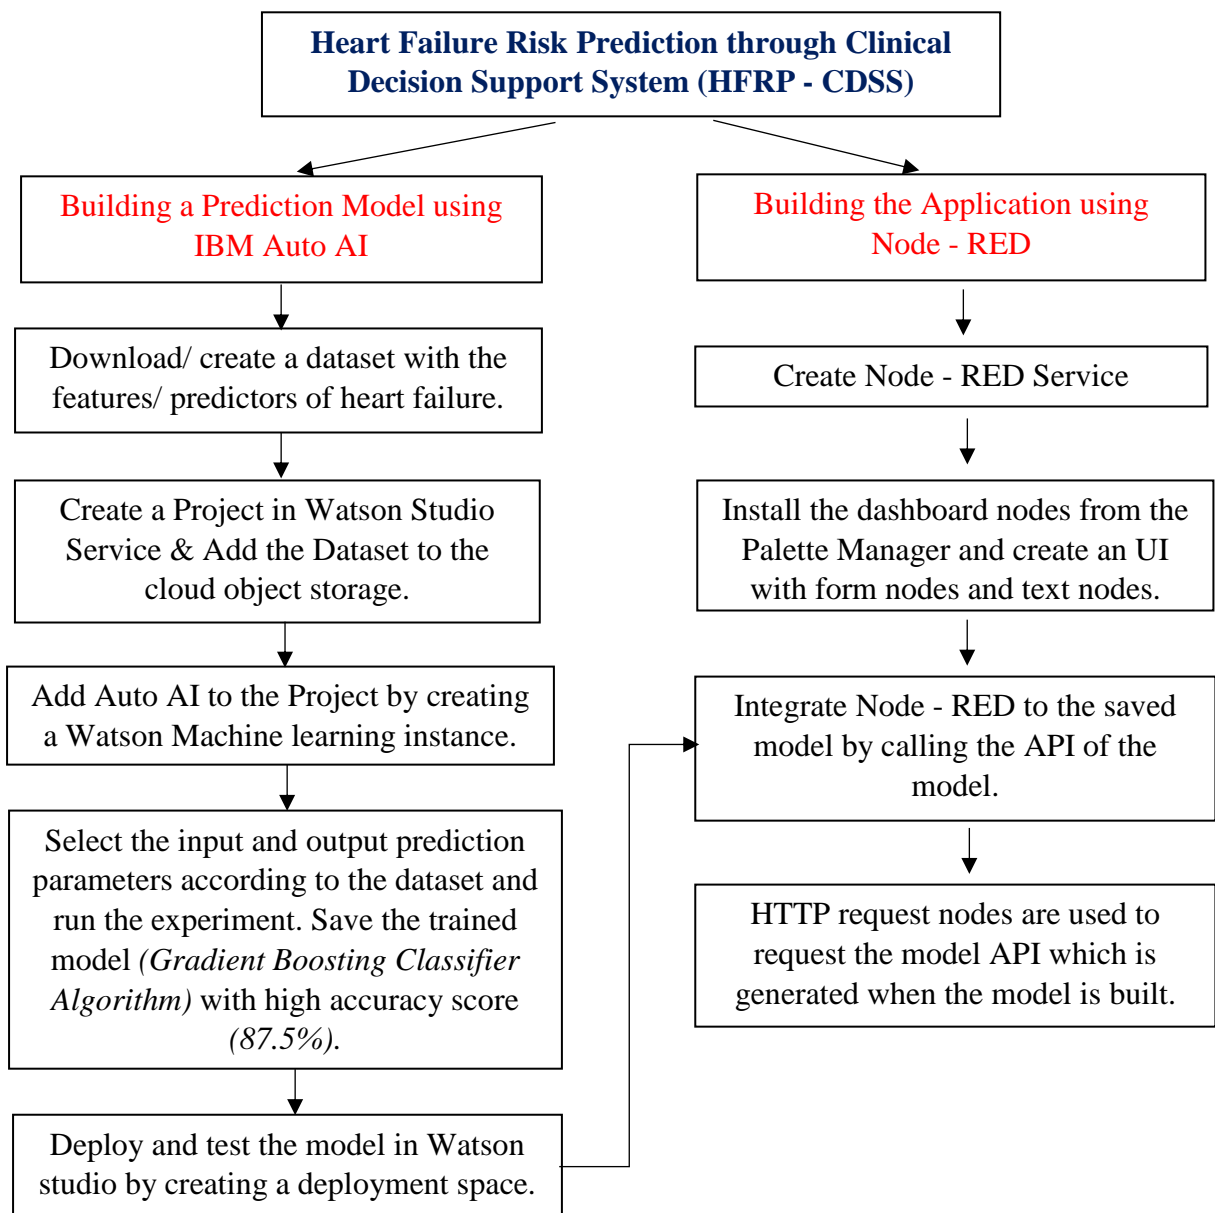 Heart Failure Risk Prediction through Clinical
Decision Support System (HFRP - CDSS)
Building a Prediction Model using
IBM Auto AI
Download/ create a dataset with the
features/ predictors of heart failure.
Create a Project in Watson Studio
Service & Add the Dataset to the
cloud object storage.
Add Auto AI to the Project by creating
a Watson Machine learning instance.
Select the input and output prediction
parameters according to the dataset and
run the experiment. Save the trained
model (Gradient Boosting Classifier
Algorithm) with high accuracy score
(87.5%).
Deploy and test the model in Watson
studio by creating a deployment space.
Building the Application using
Node - RED
Create Node - RED Service
Install the dashboard nodes from the
Palette Manager and create an UI
with form nodes and text nodes.
Integrate Node - RED to the saved
model by calling the API of the
model.
HTTP request nodes are used to
request the model API which is
generated when the model is built.